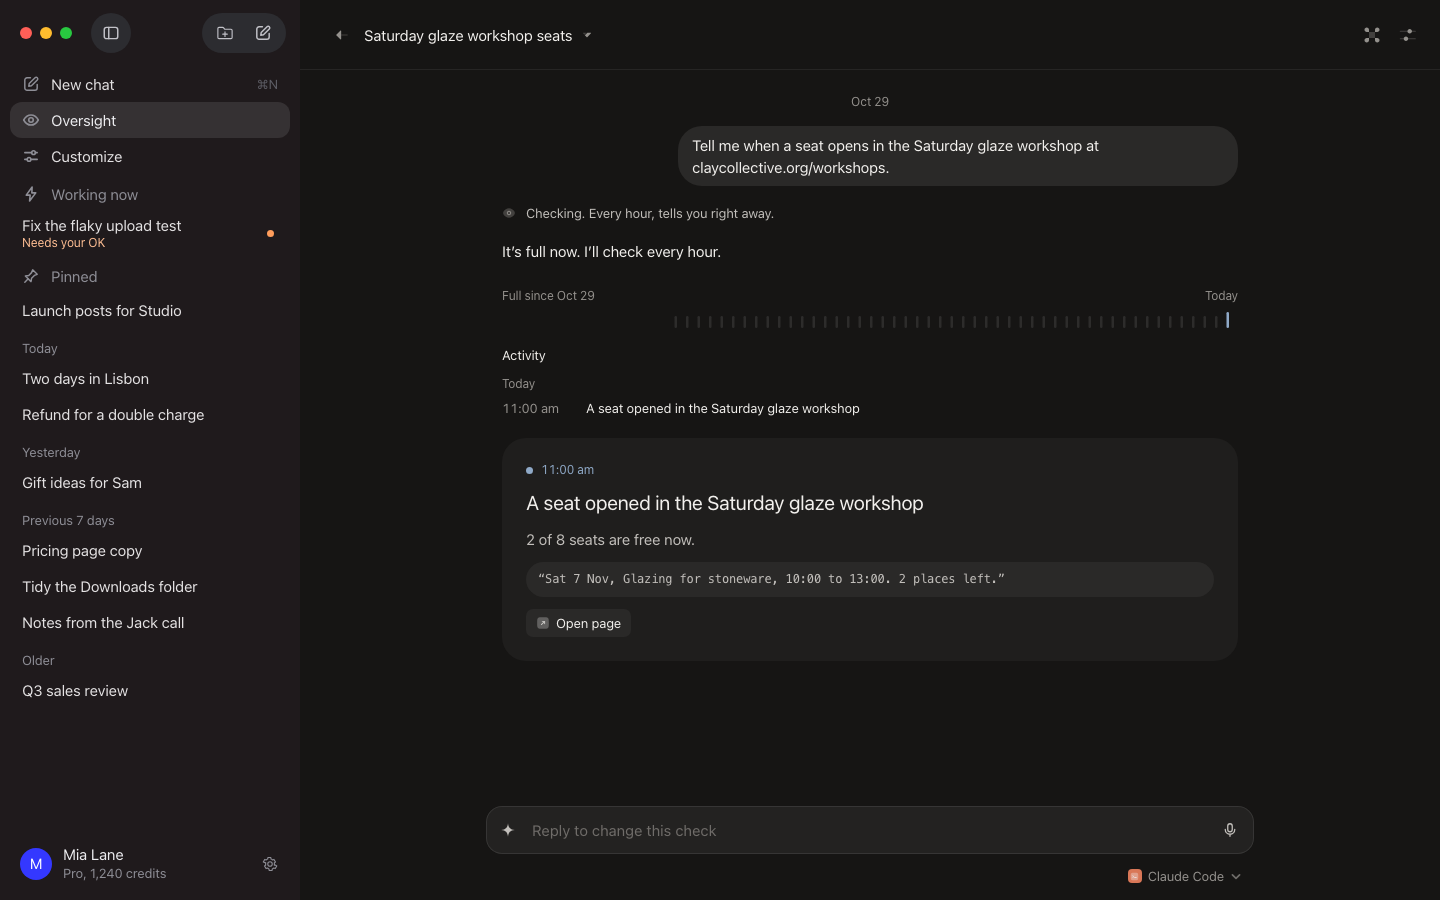 New chat
⌘N
Oversight
Customize
Working now
Fix the flaky upload test
Needs your OK
Pinned
Launch posts for Studio
Today
Two days in Lisbon
Refund for a double charge
Yesterday
Gift ideas for Sam
Previous 7 days
Pricing page copy
Tidy the Downloads folder
Notes from the Jack call
Older
Q3 sales review
M
Mia Lane
Pro, 1,240 credits
Saturday glaze workshop seats
Oct 29
Tell me when a seat opens in the Saturday glaze workshop at
claycollective.org/workshops.
Checking. Every hour, tells you right away.
It’s full now. I’ll check every hour.
Full since Oct 29
Today
Activity
Today
11:00 am
A seat opened in the Saturday glaze workshop
11:00 am
A seat opened in the Saturday glaze workshop
2 of 8 seats are free now.
“Sat 7 Nov, Glazing for stoneware, 10:00 to 13:00. 2 places left.”
Open page
Reply to change this check
Claude Code